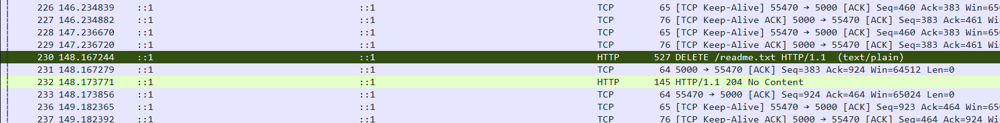 226 146.234839 ::1 ::1 TCP 65 [TCP Keep-Alive] 55470 → 5000 [ACK] Seq=460 Ack=383 Win=65
227 146.234882 ::1 ::1 TCP 76 [TCP Keep-Alive ACK] 5000 → 55470 [ACK] Seq=383 Ack=461 Wi
228 147.236670 ::1 ::1 TCP 65 [TCP Keep-Alive] 55470 → 5000 [ACK] Seq=460 Ack=383 Win=65
229 147.236720 ::1 ::1 TCP 76 [TCP Keep-Alive ACK] 5000 → 55470 [ACK] Seq=383 Ack=461 Wi
230 148.167244 ::1 ::1 HTTP 527 DELETE /readme.txt HTTP/1.1 (text/plain)
231 148.167279 ::1 ::1 TCP 64 5000 → 55470 [ACK] Seq=383 Ack=924 Win=64512 Len=0
232 148.173771 ::1 ::1 HTTP 145 HTTP/1.1 204 No Content
233 148.173856 ::1 ::1 TCP 64 55470 → 5000 [ACK] Seq=924 Ack=464 Win=65024 Len=0
236 149.182365 ::1 ::1 TCP 65 [TCP Keep-Alive] 55470 → 5000 [ACK] Seq=923 Ack=464 Win=65
237 149.182392 ::1 ::1 TCP 76 [TCP Keep-Alive ACK] 5000 → 55470 [ACK] Seq=464 Ack=924 Wi